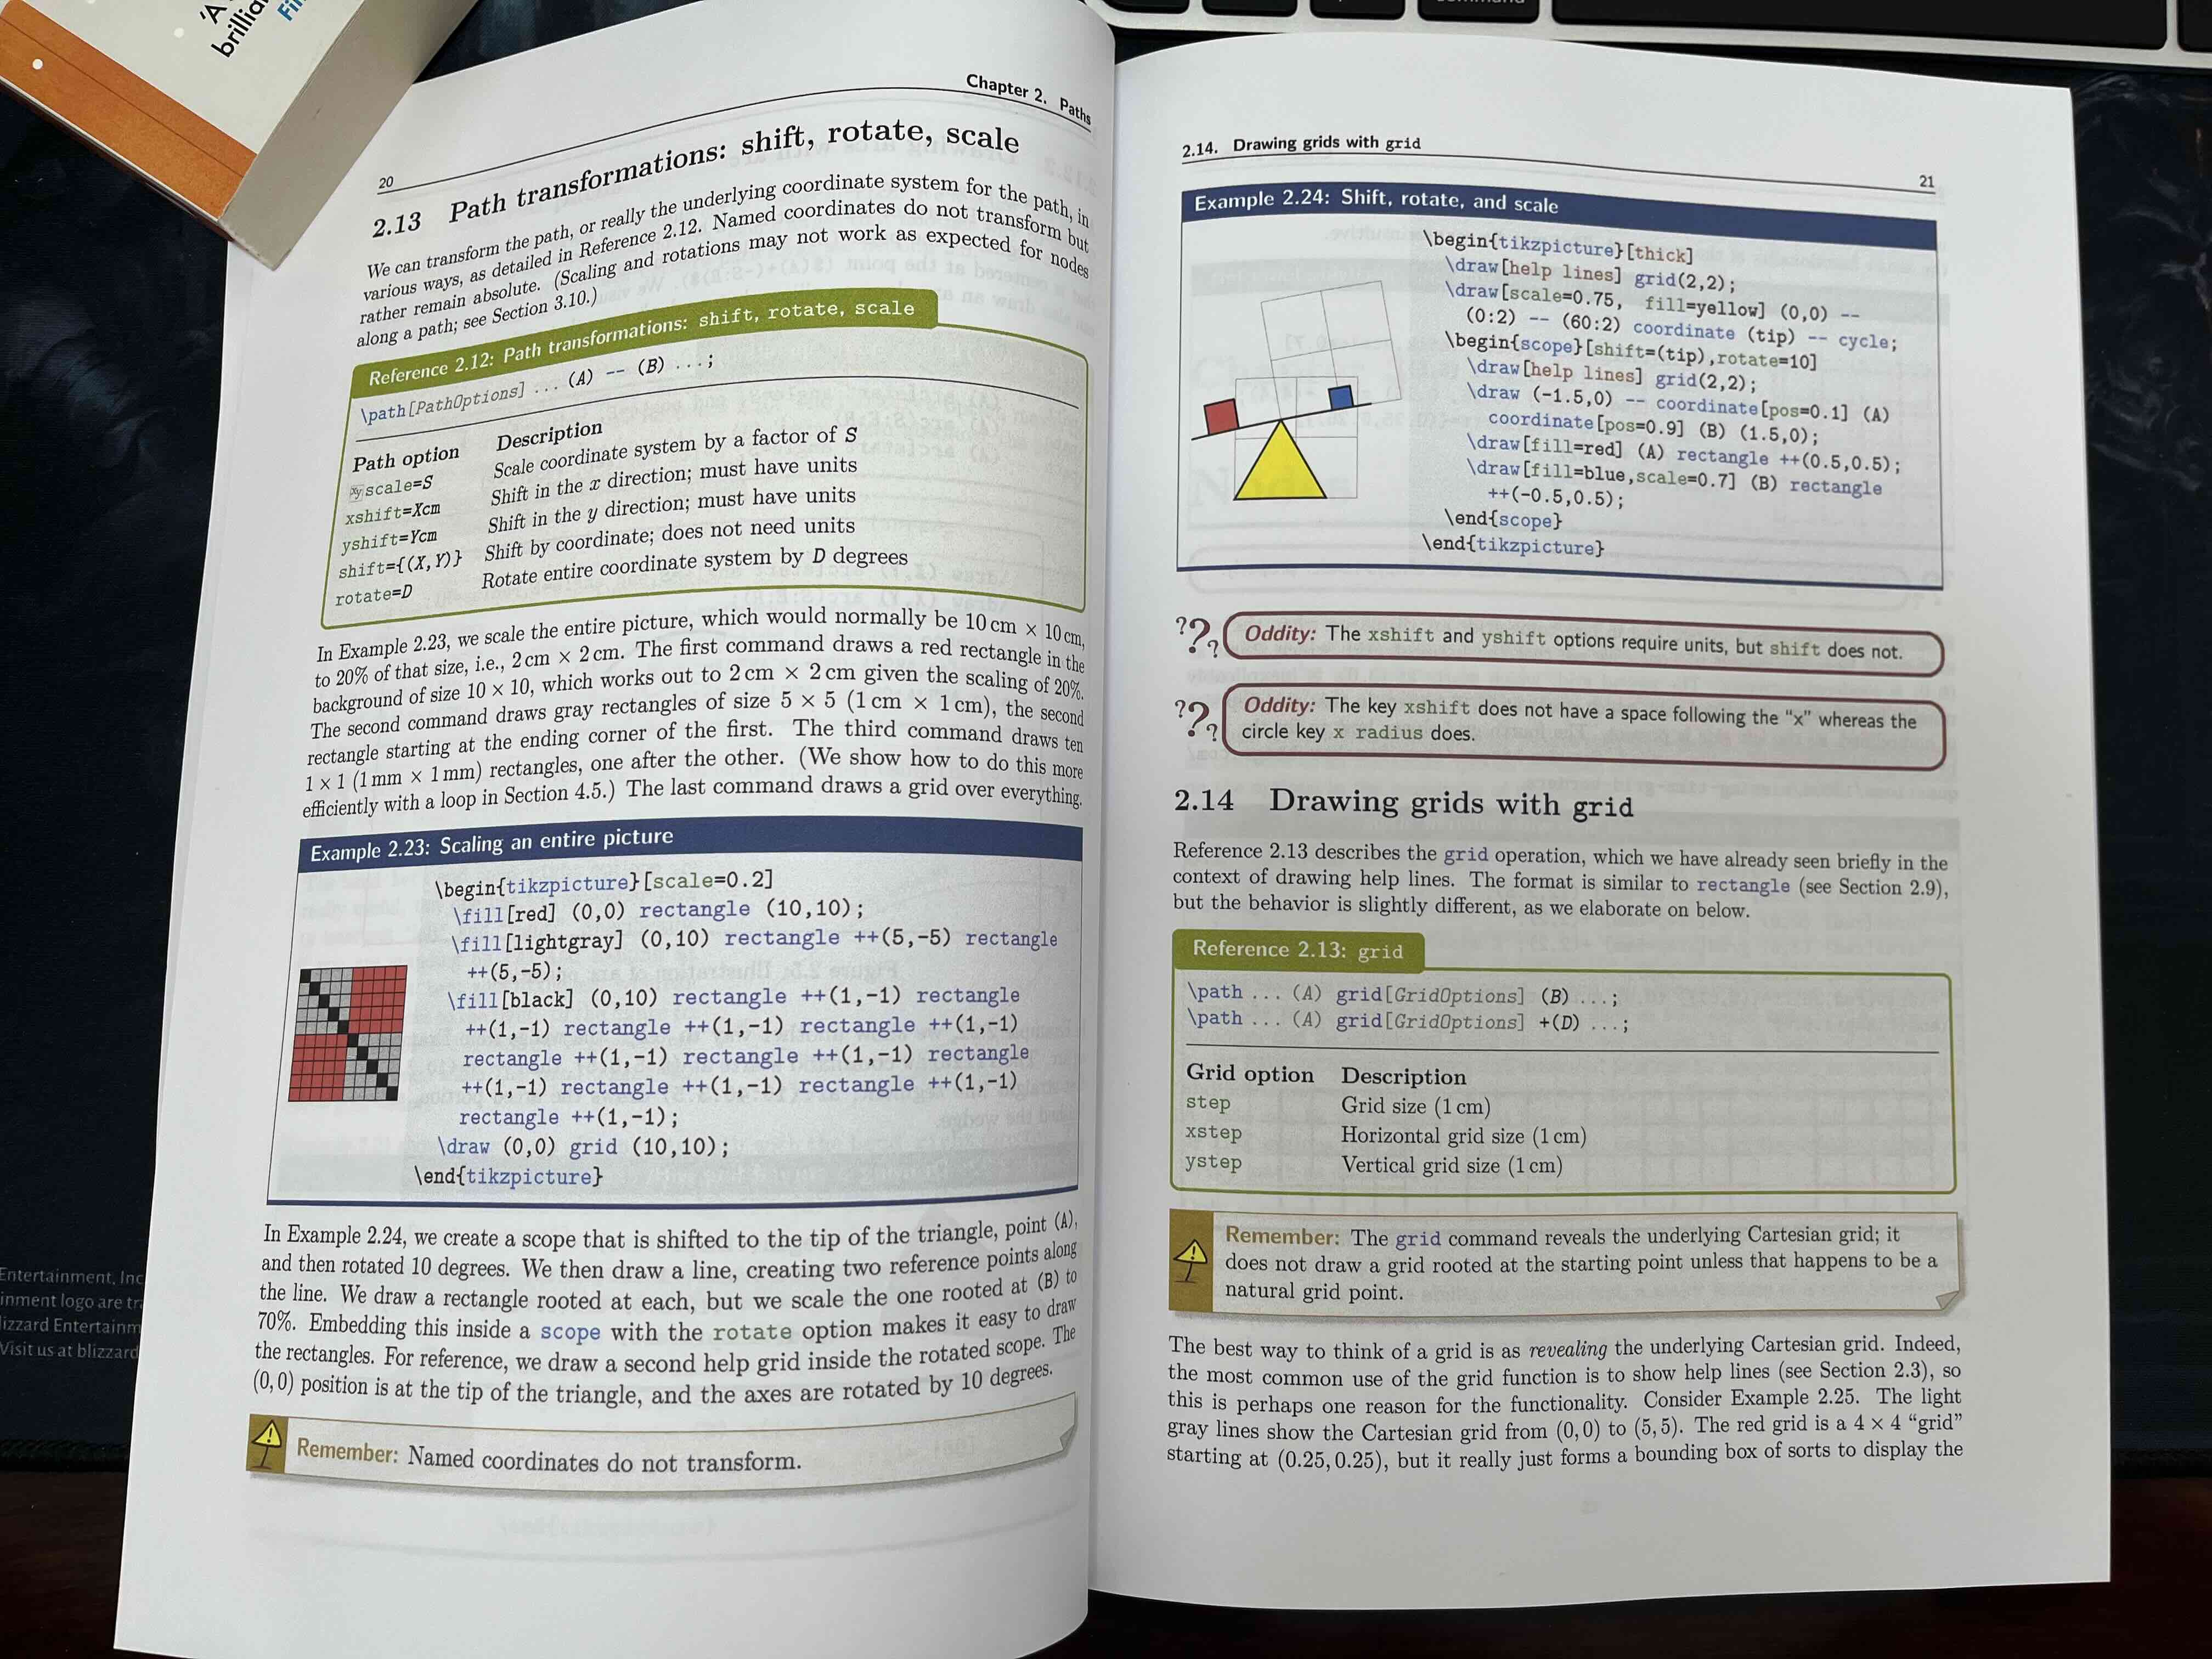 'A
brillia
Fi
command
Entertainment, Inc
inment logo are tr
lizzard Entertainm
Visit us at blizzard
20
Chapter 2. Paths
2.13 Path transformations: shift, rotate, scale
We can transform the path, or really the underlying coordinate system for the path, in
various ways, as detailed in Reference 2.12. Named coordinates do not transform but
rather remain absolute. (Scaling and rotations may not work as expected for nodes
along a path; see Section 3.10.)
Reference 2.12: Path transformations: shift, rotate, scale
\path[PathOptions] ... (A) -- (B) ...;
Path option Description
xyscale=S Scale coordinate system by a factor of S
xshift=Xcm Shift in the x direction; must have units
yshift=Ycm Shift in the y direction; must have units
shift={(X,Y)} Shift by coordinate; does not need units
rotate=D Rotate entire coordinate system by D degrees
In Example 2.23, we scale the entire picture, which would normally be 10 cm × 10 cm,
to 20% of that size, i.e., 2 cm × 2 cm. The first command draws a red rectangle in the
background of size 10 × 10, which works out to 2 cm × 2 cm given the scaling of 20%.
The second command draws gray rectangles of size 5 × 5 (1 cm × 1 cm), the second
rectangle starting at the ending corner of the first. The third command draws ten
1 × 1 (1 mm × 1 mm) rectangles, one after the other. (We show how to do this more
efficiently with a loop in Section 4.5.) The last command draws a grid over everything.
Example 2.23: Scaling an entire picture
\begin{tikzpicture}[scale=0.2]
\fill[red] (0,0) rectangle (10,10);
\fill[lightgray] (0,10) rectangle ++(5,-5) rectangle
++(5,-5);
\fill[black] (0,10) rectangle ++(1,-1) rectangle
++(1,-1) rectangle ++(1,-1) rectangle ++(1,-1)
rectangle ++(1,-1) rectangle ++(1,-1) rectangle
++(1,-1) rectangle ++(1,-1) rectangle ++(1,-1)
rectangle ++(1,-1);
\draw (0,0) grid (10,10);
\end{tikzpicture}
In Example 2.24, we create a scope that is shifted to the tip of the triangle, point (A),
and then rotated 10 degrees. We then draw a line, creating two reference points along
the line. We draw a rectangle rooted at each, but we scale the one rooted at (B) to
70%. Embedding this inside a scope with the rotate option makes it easy to draw
the rectangles. For reference, we draw a second help grid inside the rotated scope. The
(0,0) position is at the tip of the triangle, and the axes are rotated by 10 degrees.
Remember: Named coordinates do not transform.
2.14. Drawing grids with grid
21
Example 2.24: Shift, rotate, and scale
\begin{tikzpicture}[thick]
\draw[help lines] grid(2,2);
\draw[scale=0.75, fill=yellow] (0,0) --
(0:2) -- (60:2) coordinate (tip) -- cycle;
\begin{scope}[shift=(tip),rotate=10]
\draw[help lines] grid(2,2);
\draw (-1.5,0) -- coordinate[pos=0.1] (A)
coordinate[pos=0.9] (B) (1.5,0);
\draw[fill=red] (A) rectangle ++(0.5,0.5);
\draw[fill=blue,scale=0.7] (B) rectangle
++(-0.5,0.5);
\end{scope}
\end{tikzpicture}
??? Oddity: The xshift and yshift options require units, but shift does not.
??? Oddity: The key xshift does not have a space following the “x” whereas the
circle key x radius does.
2.14 Drawing grids with grid
Reference 2.13 describes the grid operation, which we have already seen briefly in the
context of drawing help lines. The format is similar to rectangle (see Section 2.9),
but the behavior is slightly different, as we elaborate on below.
Reference 2.13: grid
\path ... (A) grid[GridOptions] (B) ...;
\path ... (A) grid[GridOptions] +(D) ...;
Grid option Description
step Grid size (1 cm)
xstep Horizontal grid size (1 cm)
ystep Vertical grid size (1 cm)
Remember: The grid command reveals the underlying Cartesian grid; it
does not draw a grid rooted at the starting point unless that happens to be a
natural grid point.
The best way to think of a grid is as revealing the underlying Cartesian grid. Indeed,
the most common use of the grid function is to show help lines (see Section 2.3), so
this is perhaps one reason for the functionality. Consider Example 2.25. The light
gray lines show the Cartesian grid from (0,0) to (5,5). The red grid is a 4 × 4 “grid”
starting at (0.25,0.25), but it really just forms a bounding box of sorts to display the